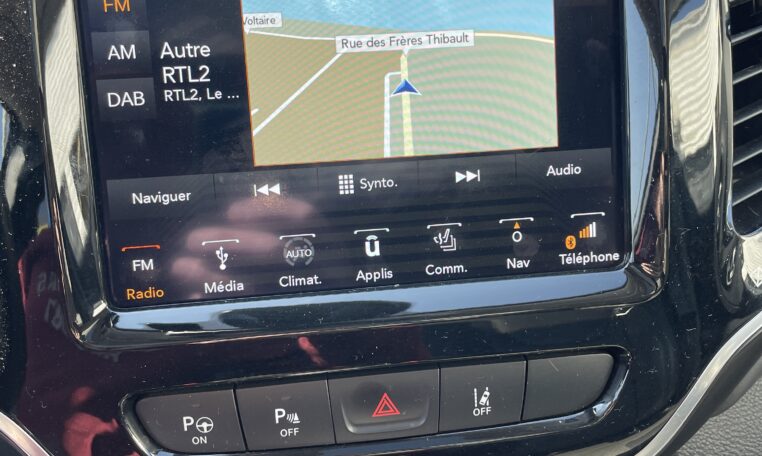 FM
Voltaire
Rue des Frères Thibault
AM
Autre
RTL2
RTL2, Le ...
DAB
Naviguer
Synto.
Audio
FM
AUTO
O
Radio
Média
Climat.
Applis
Comm.
Nav
Téléphone
P
ON
P
OFF
OFF